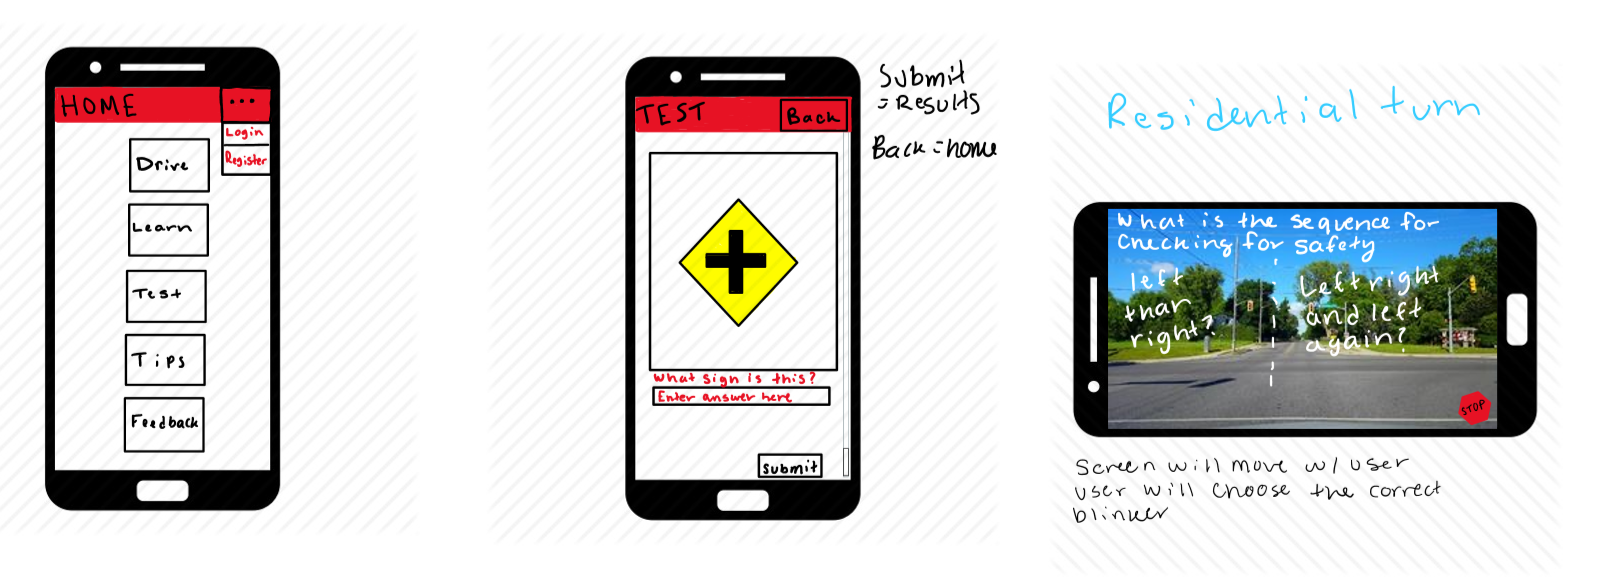 HOME
...
Login
Register
Drive
Learn
Test
Tips
Feedback
TEST
Back
What sign is this?
Enter answer here
Submit
Submit
= Results
Back = home
Residential turn
What is the sequence for
checking for safety
left
than
right?
Left right
and left
again?
STOP
Screen will move w/ user
user will choose the correct
blinker